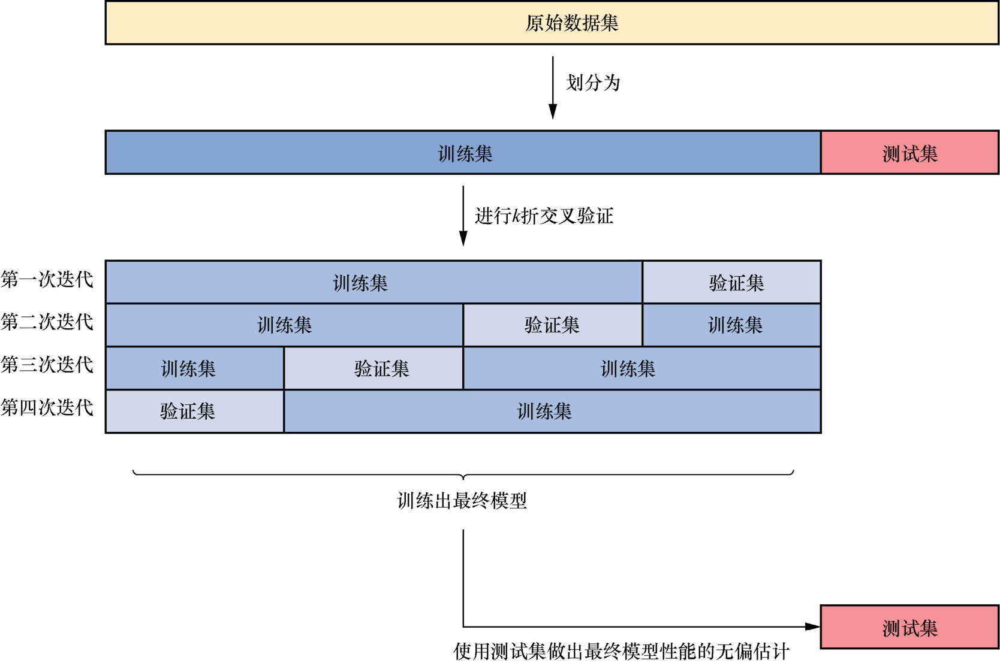 原始数据集
划分为
训练集 测试集
进行k折交叉验证
第一次迭代 训练集 验证集
第二次迭代 训练集 验证集 训练集
第三次迭代 训练集 验证集 训练集
第四次迭代 验证集 训练集
训练出最终模型
测试集
使用测试集做出最终模型性能的无偏估计